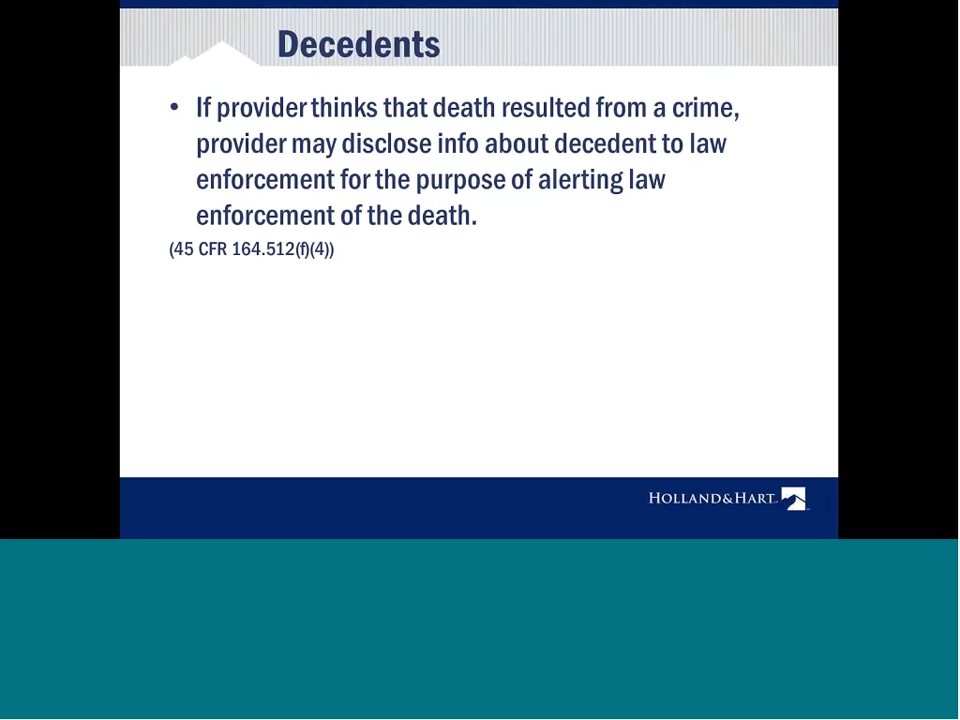 Decedents
• If provider thinks that death resulted from a crime,
provider may disclose info about decedent to law
enforcement for the purpose of alerting law
enforcement of the death.
(45 CFR 164.512(f)(4))
HOLLAND&HART